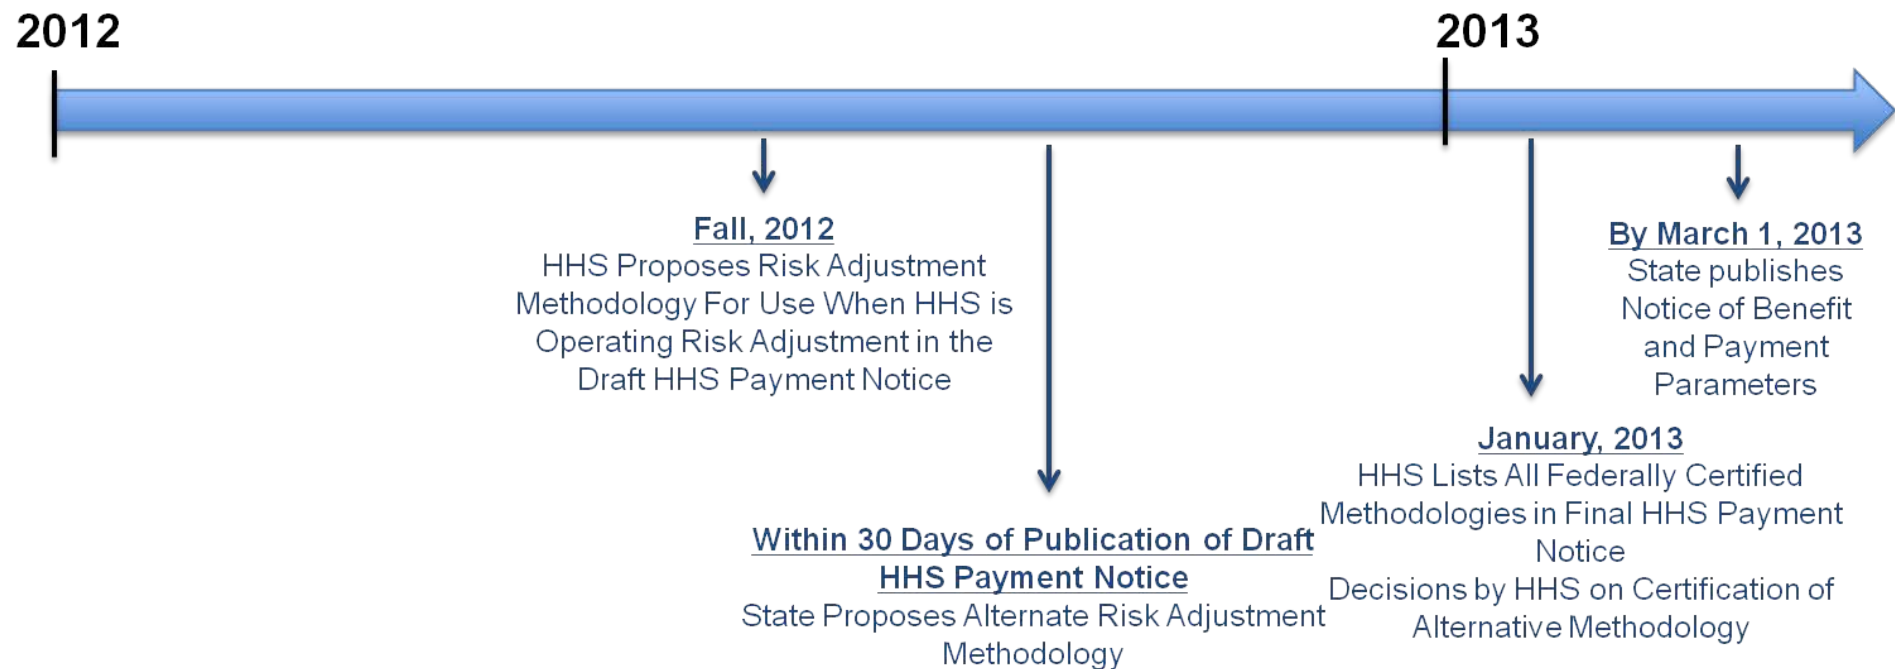 2012
2013
Fall, 2012
HHS Proposes Risk Adjustment
Methodology For Use When HHS is
Operating Risk Adjustment in the
Draft HHS Payment Notice
Within 30 Days of Publication of Draft
HHS Payment Notice
State Proposes Alternate Risk Adjustment
Methodology
January, 2013
HHS Lists All Federally Certified
Methodologies in Final HHS Payment
Notice
Decisions by HHS on Certification of
Alternative Methodology
By March 1, 2013
State publishes
Notice of Benefit
and Payment
Parameters